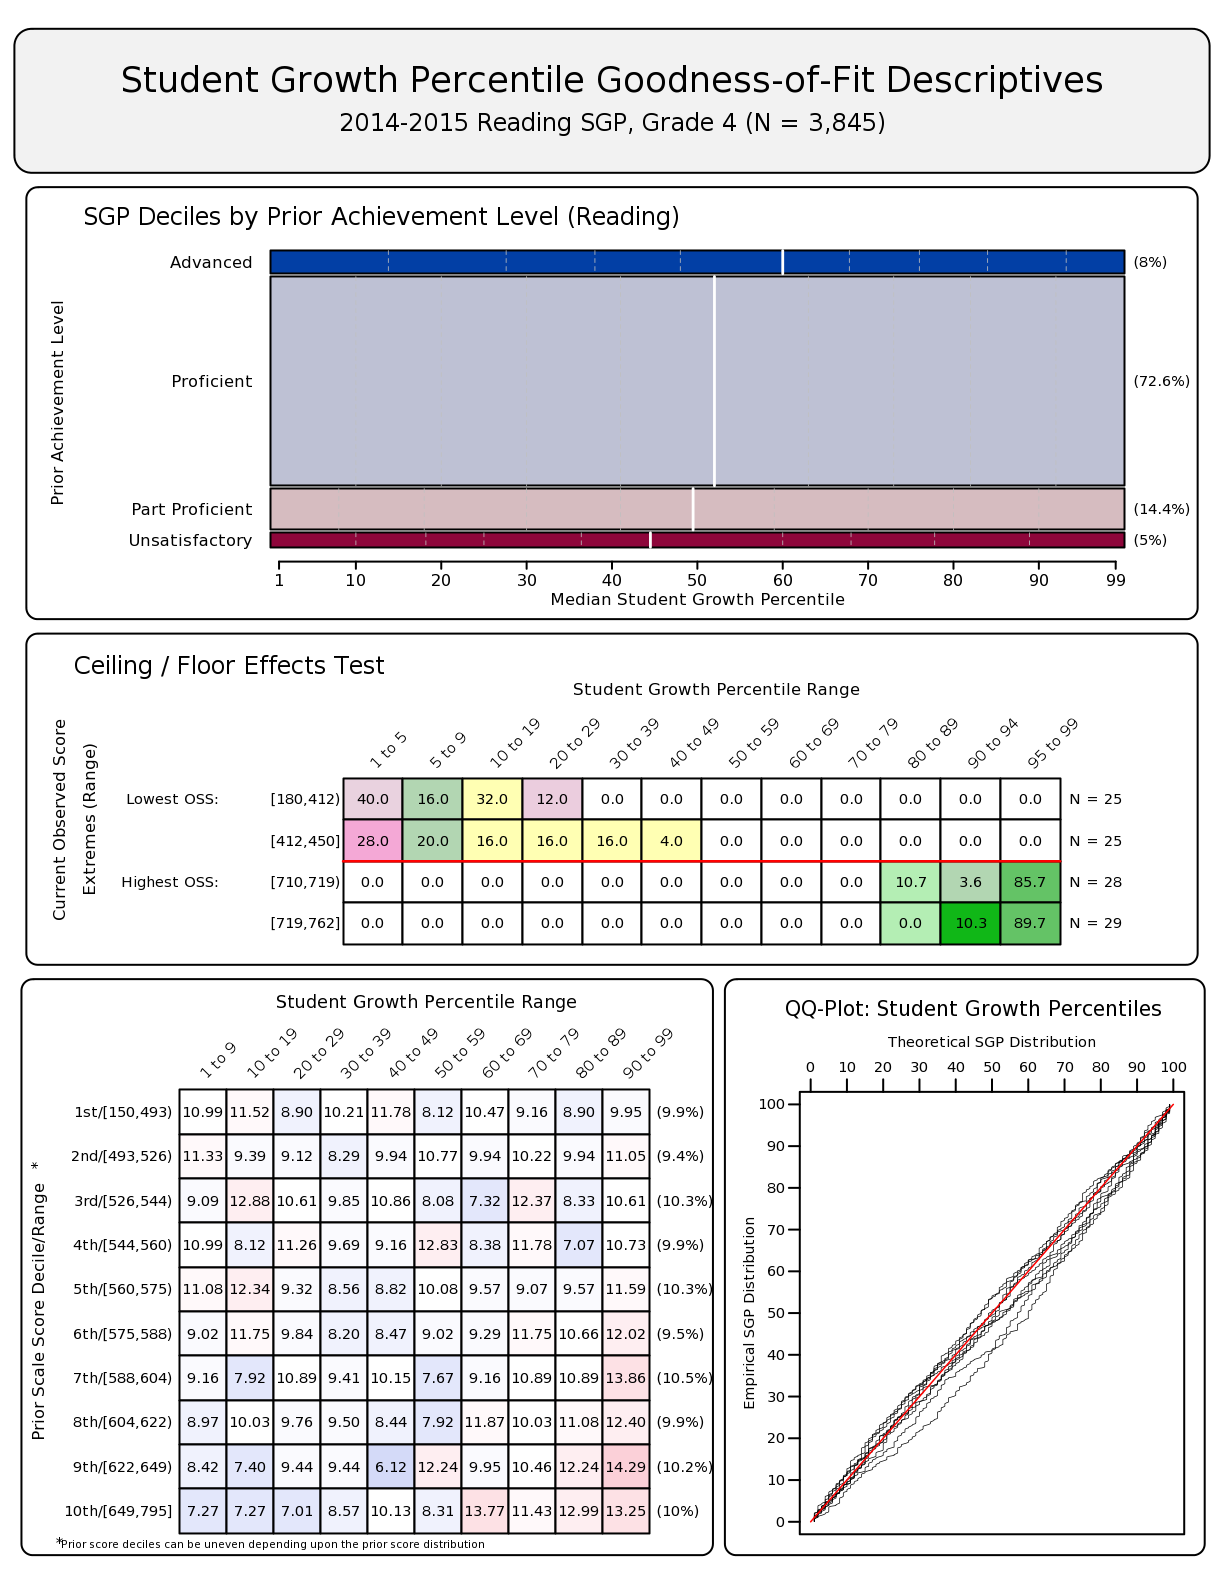 Student Growth Percentile Goodness-of-Fit Descriptives
2014-2015 Reading SGP, Grade 4 (N = 3,845)
SGP Deciles by Prior Achievement Level (Reading)
Prior Achievement Level
Advanced (8%)
Proficient (72.6%)
Part Proficient (14.4%)
Unsatisfactory (5%)
1 10 20 30 40 50 60 70 80 90 99
Median Student Growth Percentile
Ceiling / Floor Effects Test
Student Growth Percentile Range
Current Observed Score
Extremes (Range)
1 to 5 5 to 9 10 to 19 20 to 29 30 to 39 40 to 49 50 to 59 60 to 69 70 to 79 80 to 89 90 to 94 95 to 99
Lowest OSS: [180,412) 40.0 16.0 32.0 12.0 0.0 0.0 0.0 0.0 0.0 0.0 0.0 0.0 N = 25
[412,450] 28.0 20.0 16.0 16.0 16.0 4.0 0.0 0.0 0.0 0.0 0.0 0.0 N = 25
Highest OSS: [710,719) 0.0 0.0 0.0 0.0 0.0 0.0 0.0 0.0 0.0 10.7 3.6 85.7 N = 28
[719,762] 0.0 0.0 0.0 0.0 0.0 0.0 0.0 0.0 0.0 0.0 10.3 89.7 N = 29
Student Growth Percentile Range
Prior Scale Score Decile/Range *
1 to 9 10 to 19 20 to 29 30 to 39 40 to 49 50 to 59 60 to 69 70 to 79 80 to 89 90 to 99
1st/[150,493) 10.99 11.52 8.90 10.21 11.78 8.12 10.47 9.16 8.90 9.95 (9.9%)
2nd/[493,526) 11.33 9.39 9.12 8.29 9.94 10.77 9.94 10.22 9.94 11.05 (9.4%)
3rd/[526,544) 9.09 12.88 10.61 9.85 10.86 8.08 7.32 12.37 8.33 10.61 (10.3%)
4th/[544,560) 10.99 8.12 11.26 9.69 9.16 12.83 8.38 11.78 7.07 10.73 (9.9%)
5th/[560,575) 11.08 12.34 9.32 8.56 8.82 10.08 9.57 9.07 9.57 11.59 (10.3%)
6th/[575,588) 9.02 11.75 9.84 8.20 8.47 9.02 9.29 11.75 10.66 12.02 (9.5%)
7th/[588,604) 9.16 7.92 10.89 9.41 10.15 7.67 9.16 10.89 10.89 13.86 (10.5%)
8th/[604,622) 8.97 10.03 9.76 9.50 8.44 7.92 11.87 10.03 11.08 12.40 (9.9%)
9th/[622,649) 8.42 7.40 9.44 9.44 6.12 12.24 9.95 10.46 12.24 14.29 (10.2%)
10th/[649,795] 7.27 7.27 7.01 8.57 10.13 8.31 13.77 11.43 12.99 13.25 (10%)
*Prior score deciles can be uneven depending upon the prior score distribution
QQ-Plot: Student Growth Percentiles
Theoretical SGP Distribution
0 10 20 30 40 50 60 70 80 90 100
Empirical SGP Distribution
100
90
80
70
60
50
40
30
20
10
0